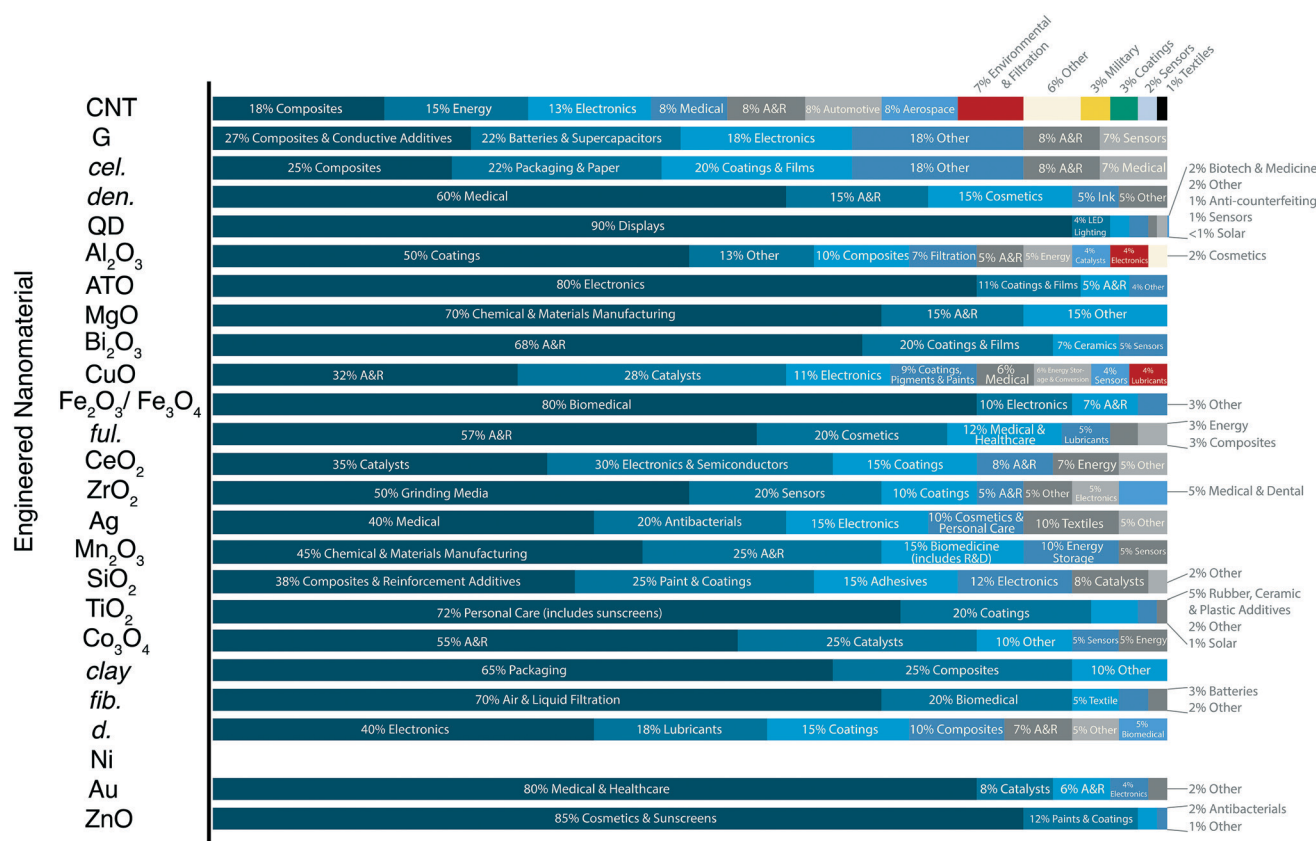 7% Environmental
& Filtration
6% Other
3% Military
3% Coatings
2% Sensors
1% Textiles
Engineered Nanomaterial
CNT
18% Composites
15% Energy
13% Electronics
8% Medical
8% A&R
8% Automotive
8% Aerospace
G
27% Composites & Conductive Additives
22% Batteries & Supercapacitors
18% Electronics
18% Other
8% A&R
7% Sensors
cel.
25% Composites
22% Packaging & Paper
20% Coatings & Films
18% Other
8% A&R
7% Medical
den.
60% Medical
15% A&R
15% Cosmetics
5% Ink
5% Other
QD
90% Displays
4% LED
Lighting
2% Biotech & Medicine
2% Other
1% Anti-counterfeiting
1% Sensors
<1% Solar
Al2O3
50% Coatings
13% Other
10% Composites
7% Filtration
5% A&R
5% Energy
4%
Catalysts
4%
Electronics
2% Cosmetics
ATO
80% Electronics
11% Coatings & Films
5% A&R
4% Other
MgO
70% Chemical & Materials Manufacturing
15% A&R
15% Other
Bi2O3
68% A&R
20% Coatings & Films
7% Ceramics
5% Sensors
CuO
32% A&R
28% Catalysts
11% Electronics
9% Coatings,
Pigments & Paints
6%
Medical
6% Energy Stor-
age & Conversion
4%
Sensors
4%
Lubricants
Fe2O3/ Fe3O4
80% Biomedical
10% Electronics
7% A&R
3% Other
ful.
57% A&R
20% Cosmetics
12% Medical &
Healthcare
5%
Lubricants
3% Energy
3% Composites
CeO2
35% Catalysts
30% Electronics & Semiconductors
15% Coatings
8% A&R
7% Energy
5% Other
ZrO2
50% Grinding Media
20% Sensors
10% Coatings
5% A&R
5% Other
5%
Electronics
5% Medical & Dental
Ag
40% Medical
20% Antibacterials
15% Electronics
10% Cosmetics &
Personal Care
10% Textiles
5% Other
Mn2O3
45% Chemical & Materials Manufacturing
25% A&R
15% Biomedicine
(includes R&D)
10% Energy
Storage
5% Sensors
SiO2
38% Composites & Reinforcement Additives
25% Paint & Coatings
15% Adhesives
12% Electronics
8% Catalysts
2% Other
TiO2
72% Personal Care (includes sunscreens)
20% Coatings
5% Rubber, Ceramic
& Plastic Additives
2% Other
1% Solar
Co3O4
55% A&R
25% Catalysts
10% Other
5% Sensors
5% Energy
clay
65% Packaging
25% Composites
10% Other
fib.
70% Air & Liquid Filtration
20% Biomedical
5% Textile
3% Batteries
2% Other
d.
40% Electronics
18% Lubricants
15% Coatings
10% Composites
7% A&R
5% Other
5%
Biomedical
Ni
Au
80% Medical & Healthcare
8% Catalysts
6% A&R
4%
Electronics
2% Other
ZnO
85% Cosmetics & Sunscreens
12% Paints & Coatings
2% Antibacterials
1% Other